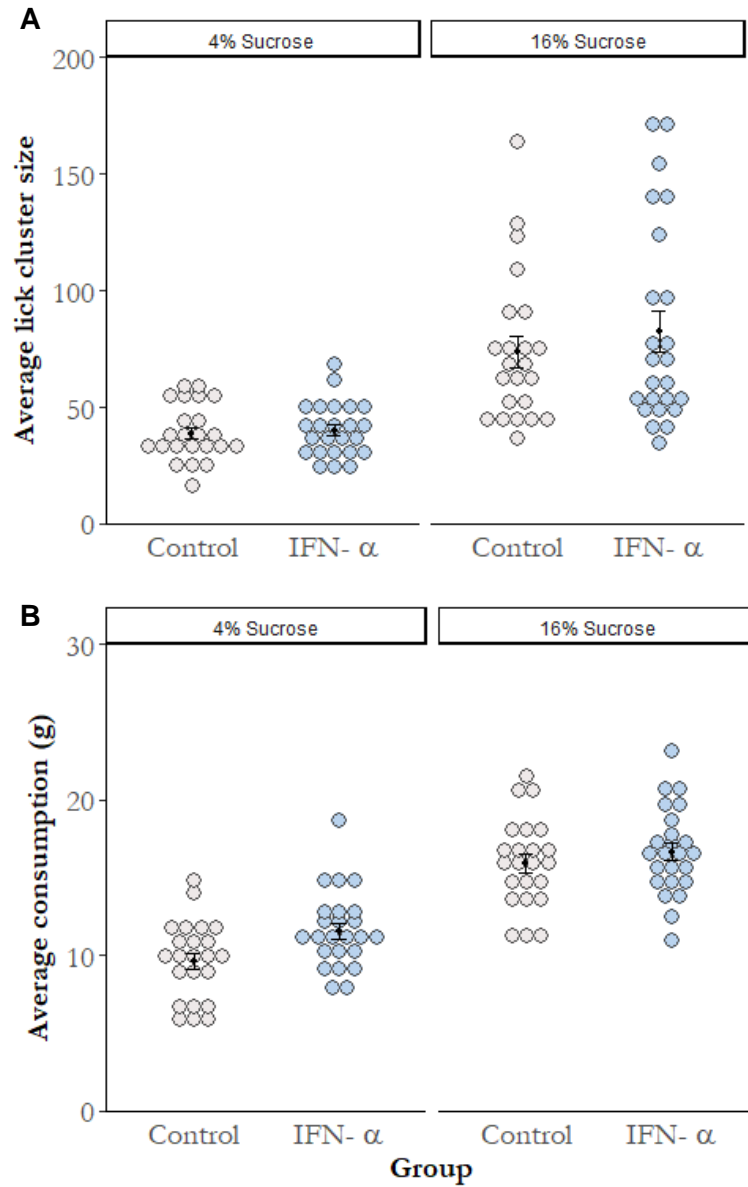 A
4% Sucrose 16% Sucrose
200
150
100
50
0
Average lick cluster size
Control IFN- α Control IFN- α
B
4% Sucrose 16% Sucrose
30
20
10
0
Average consumption (g)
Control IFN- α Control IFN- α
Group